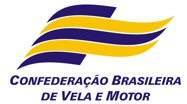 CONFEDERAÇÃO BRASILEIRA
DE VELA E MOTOR